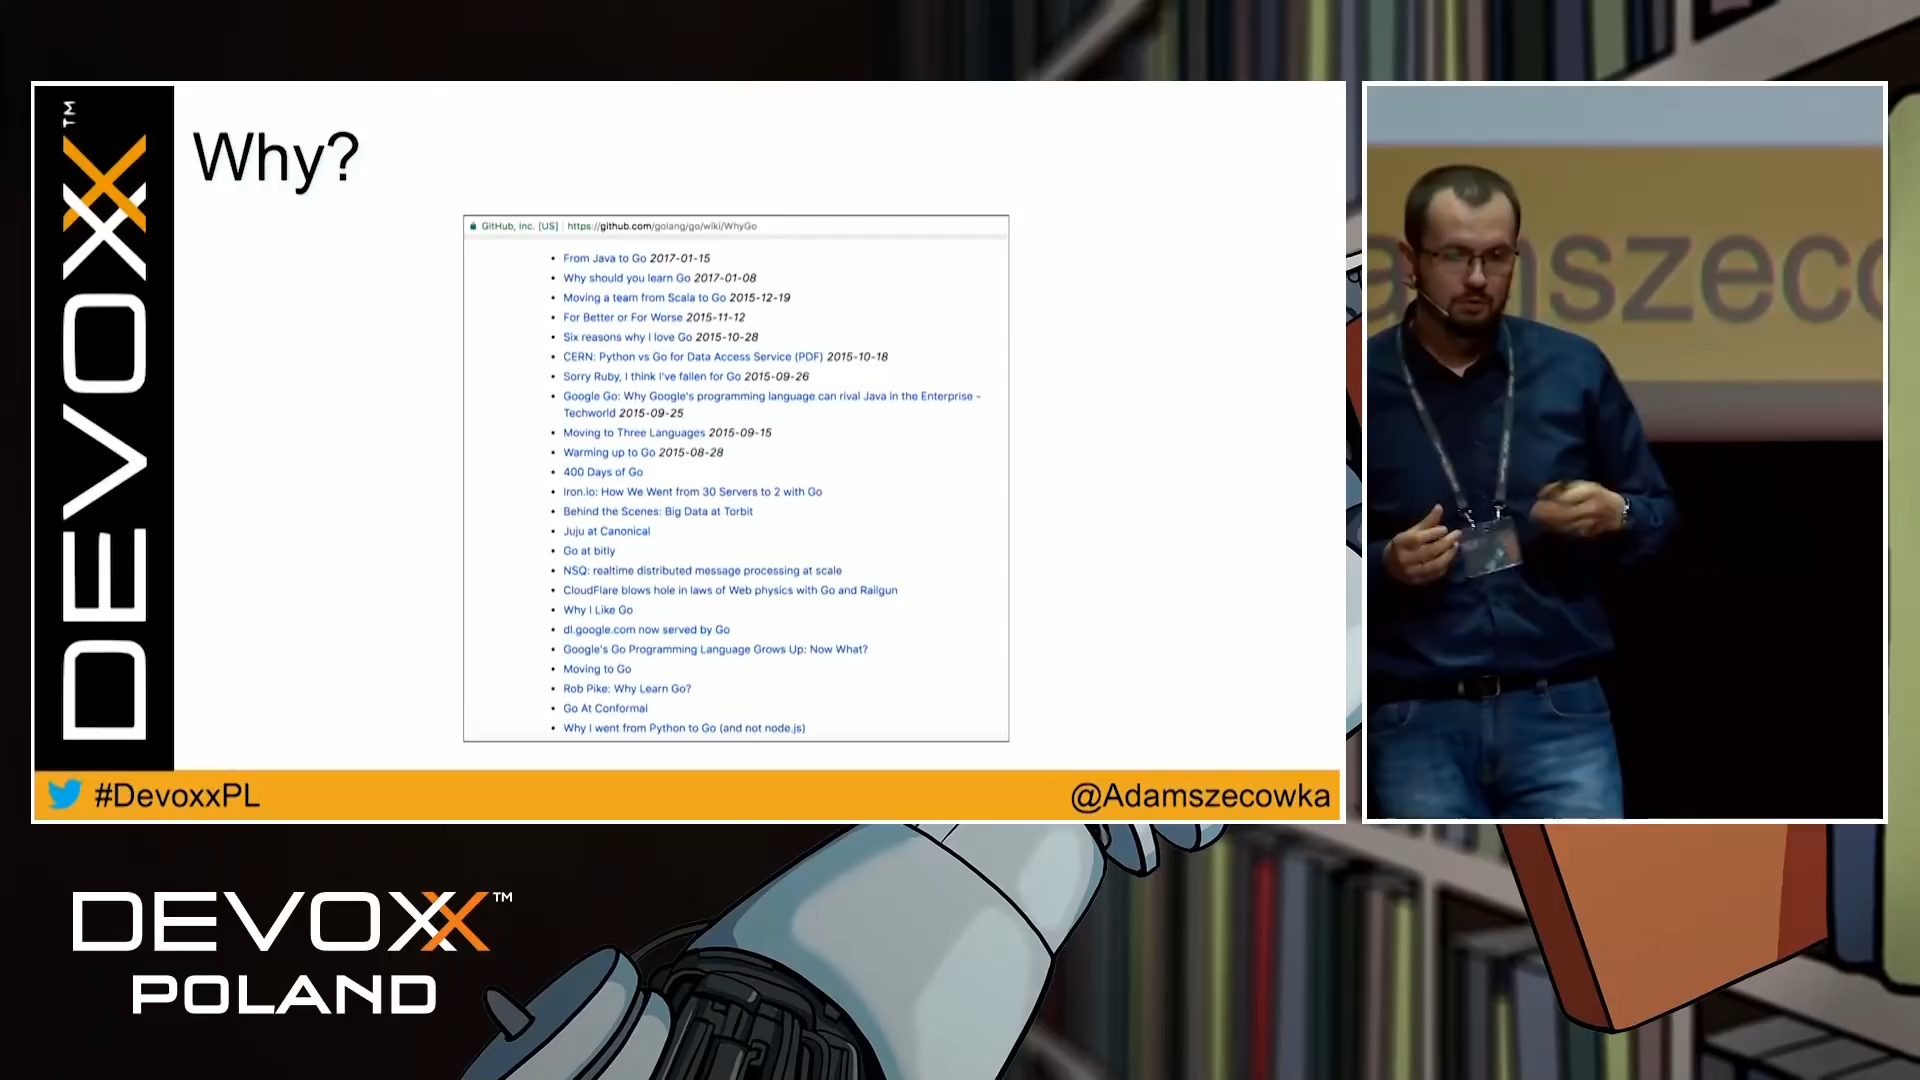 DEVOXX™
Why?
GitHub, Inc. [US] https://github.com/golang/go/wiki/WhyGo
• From Java to Go 2017-01-15
• Why should you learn Go 2017-01-08
• Moving a team from Scala to Go 2015-12-19
• For Better or For Worse 2015-11-12
• Six reasons why I love Go 2015-10-28
• CERN: Python vs Go for Data Access Service (PDF) 2015-10-18
• Sorry Ruby, I think I've fallen for Go 2015-09-26
• Google Go: Why Google's programming language can rival Java in the Enterprise -
Techworld 2015-09-25
• Moving to Three Languages 2015-09-15
• Warming up to Go 2015-08-28
• 400 Days of Go
• Iron.io: How We Went from 30 Servers to 2 with Go
• Behind the Scenes: Big Data at Torbit
• Juju at Canonical
• Go at bitly
• NSQ: realtime distributed message processing at scale
• CloudFlare blows hole in laws of Web physics with Go and Railgun
• Why I Like Go
• dl.google.com now served by Go
• Google's Go Programming Language Grows Up: Now What?
• Moving to Go
• Rob Pike: Why Learn Go?
• Go At Conformal
• Why I went from Python to Go (and not node.js)
#DevoxxPL
@Adamszecowka
amszec
DEVOXX™
POLAND